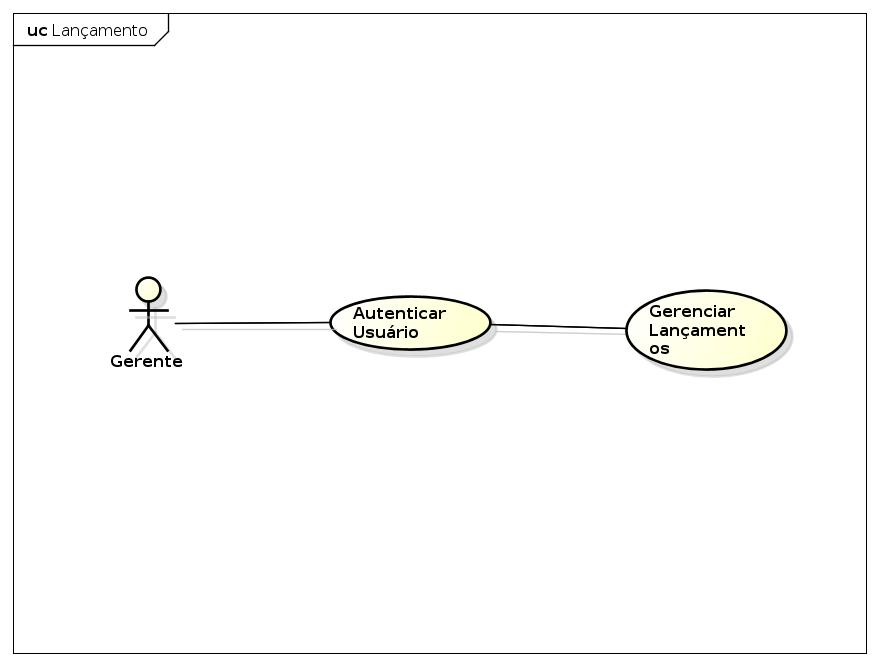 uc Lançamento
Autenticar
Usuário
Gerenciar
Lançament
os
Gerente